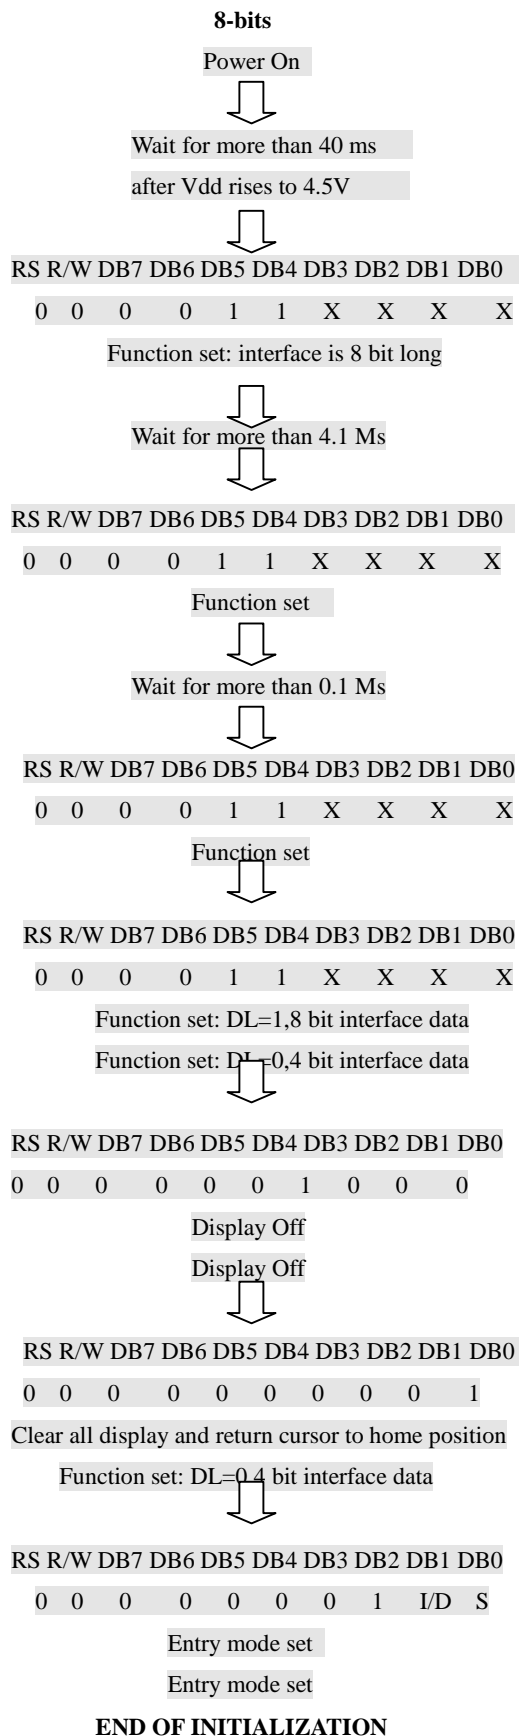 8-bits
Power On
Wait for more than 40 ms
after Vdd rises to 4.5V
RS R/W DB7 DB6 DB5 DB4 DB3 DB2 DB1 DB0
0 0 0 0 1 1 X X X X
Function set: interface is 8 bit long
Wait for more than 4.1 Ms
RS R/W DB7 DB6 DB5 DB4 DB3 DB2 DB1 DB0
0 0 0 0 1 1 X X X X
Function set
Wait for more than 0.1 Ms
RS R/W DB7 DB6 DB5 DB4 DB3 DB2 DB1 DB0
0 0 0 0 1 1 X X X X
Function set
RS R/W DB7 DB6 DB5 DB4 DB3 DB2 DB1 DB0
0 0 0 0 1 1 X X X X
Function set: DL=1,8 bit interface data
Function set: DL=0,4 bit interface data
RS R/W DB7 DB6 DB5 DB4 DB3 DB2 DB1 DB0
0 0 0 0 0 0 1 0 0 0
Display Off
Display Off
RS R/W DB7 DB6 DB5 DB4 DB3 DB2 DB1 DB0
0 0 0 0 0 0 0 0 0 1
Clear all display and return cursor to home position
Function set: DL=0,4 bit interface data
RS R/W DB7 DB6 DB5 DB4 DB3 DB2 DB1 DB0
0 0 0 0 0 0 0 1 I/D S
Entry mode set
Entry mode set
END OF INITIALIZATION